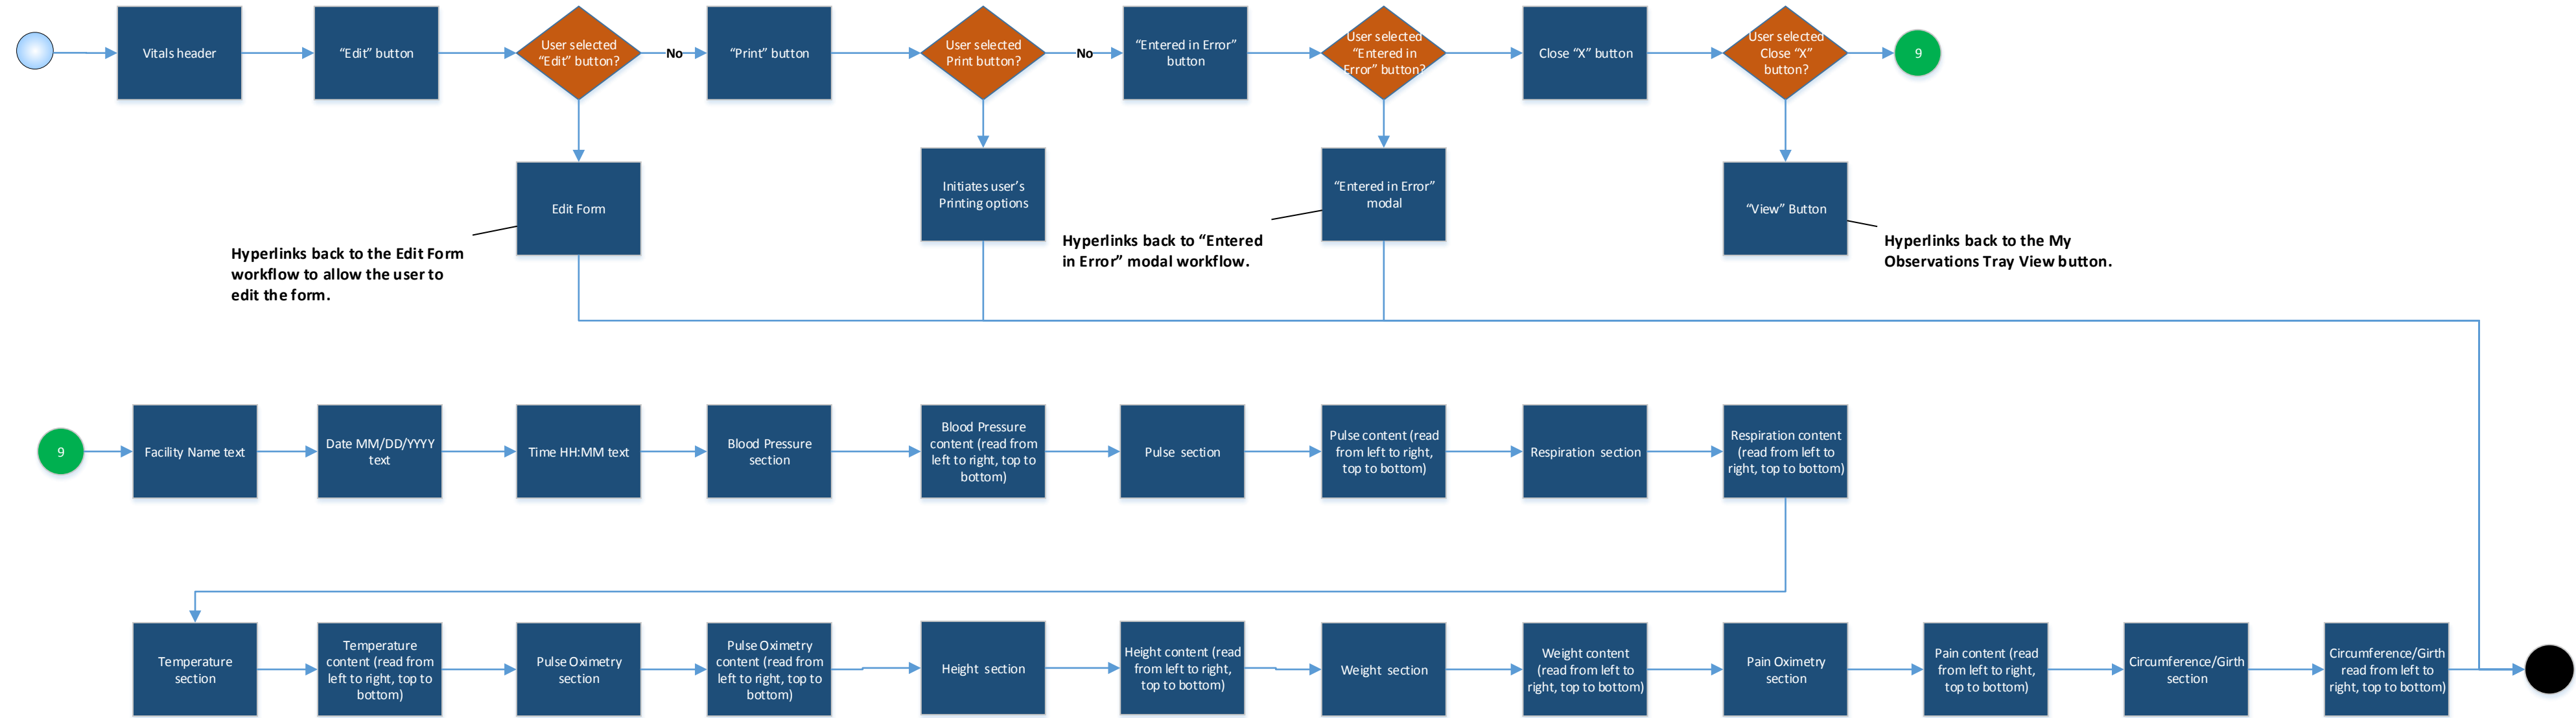 Vitals header
“Edit” button
User selected
“Edit” button?
No
“Print” button
User selected
Print button?
No
“Entered in Error”
button
User selected
“Entered in
Error” button?
Close “X” button
User selected
Close “X”
button?
9
Edit Form
Initiates user’s
Printing options
“Entered in Error”
modal
“View” Button
Hyperlinks back to the Edit Form
workflow to allow the user to
edit the form.
Hyperlinks back to “Entered
in Error” modal workflow.
Hyperlinks back to the My
Observations Tray View button.
9
Facility Name text
Date MM/DD/YYYY
text
Time HH:MM text
Blood Pressure
section
Blood Pressure
content (read from
left to right, top to
bottom)
Pulse section
Pulse content (read
from left to right,
top to bottom)
Respiration section
Respiration content
(read from left to
right, top to bottom)
Temperature
section
Temperature
content (read from
left to right, top to
bottom)
Pulse Oximetry
section
Pulse Oximetry
content (read from
left to right, top to
bottom)
Height section
Height content (read
from left to right,
top to bottom)
Weight section
Weight content
(read from left to
right, top to bottom)
Pain Oximetry
section
Pain content (read
from left to right,
top to bottom)
Circumference/Girth
section
Circumference/Girth
read from left to
right, top to bottom)